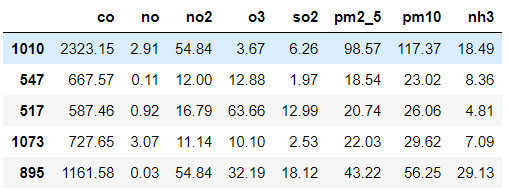 co no no2 o3 so2 pm2_5 pm10 nh3
1010 2323.15 2.91 54.84 3.67 6.26 98.57 117.37 18.49
547 667.57 0.11 12.00 12.88 1.97 18.54 23.02 8.36
517 587.46 0.92 16.79 63.66 12.99 20.74 26.06 4.81
1073 727.65 3.07 11.14 10.10 2.53 22.03 29.62 7.09
895 1161.58 0.03 54.84 32.19 18.12 43.22 56.25 29.13